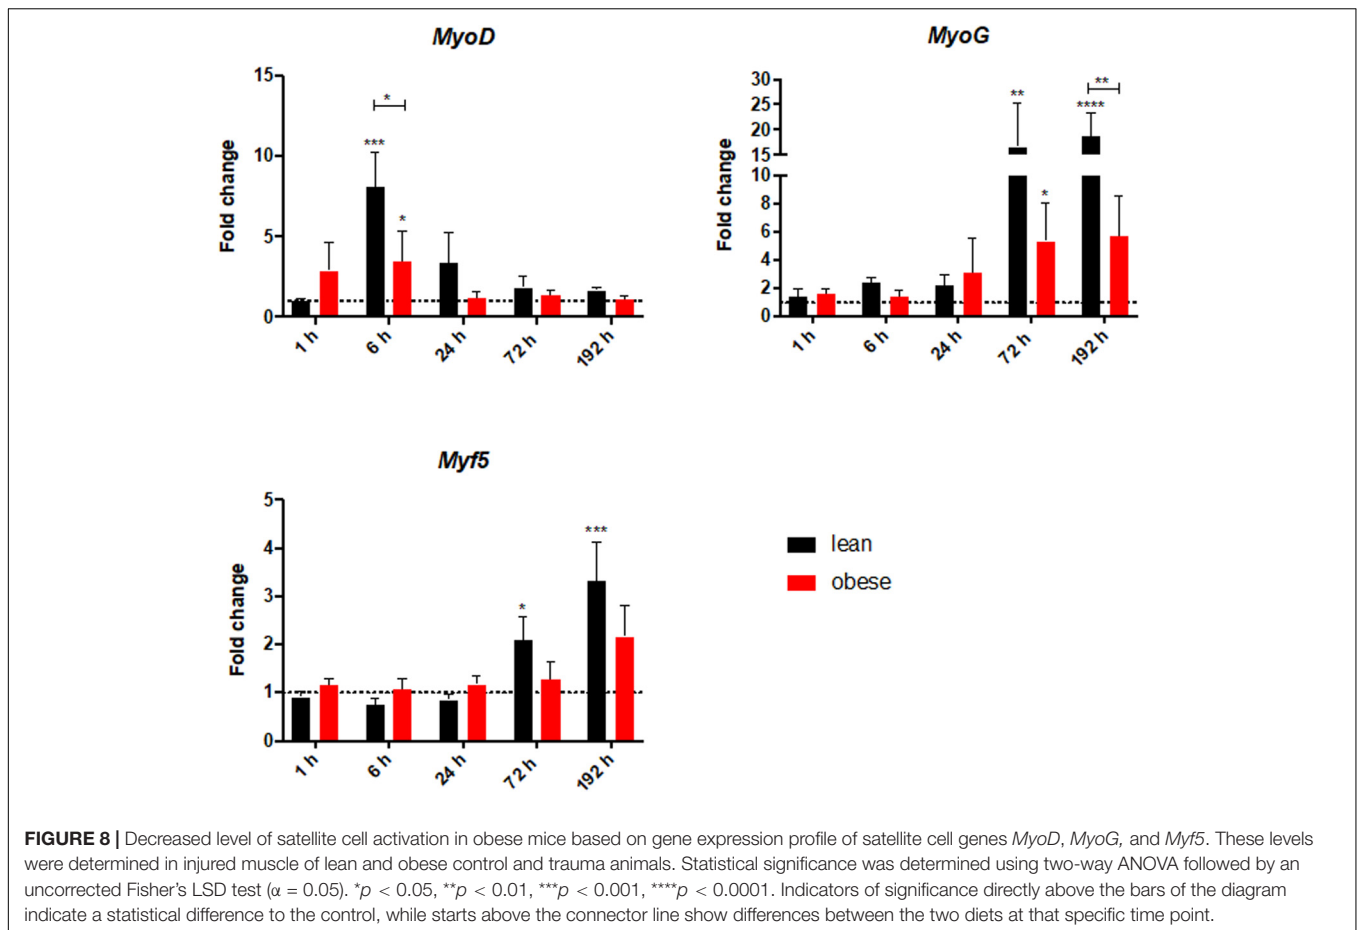 MyoD
15
10
5
0
Fold change
*
***
*
1 h
6 h
24 h
72 h
192 h
MyoG
30
25
20
15
10
8
6
4
2
0
Fold change
**
*
****
**
1 h
6 h
24 h
72 h
192 h
Myf5
5
4
3
2
1
0
Fold change
*
***
1 h
6 h
24 h
72 h
192 h
lean
obese
FIGURE 8 | Decreased level of satellite cell activation in obese mice based on gene expression profile of satellite cell genes MyoD, MyoG, and Myf5. These levels
were determined in injured muscle of lean and obese control and trauma animals. Statistical significance was determined using two-way ANOVA followed by an
uncorrected Fisher's LSD test (α = 0.05). *p < 0.05, **p < 0.01, ***p < 0.001, ****p < 0.0001. Indicators of significance directly above the bars of the diagram
indicate a statistical difference to the control, while starts above the connector line show differences between the two diets at that specific time point.